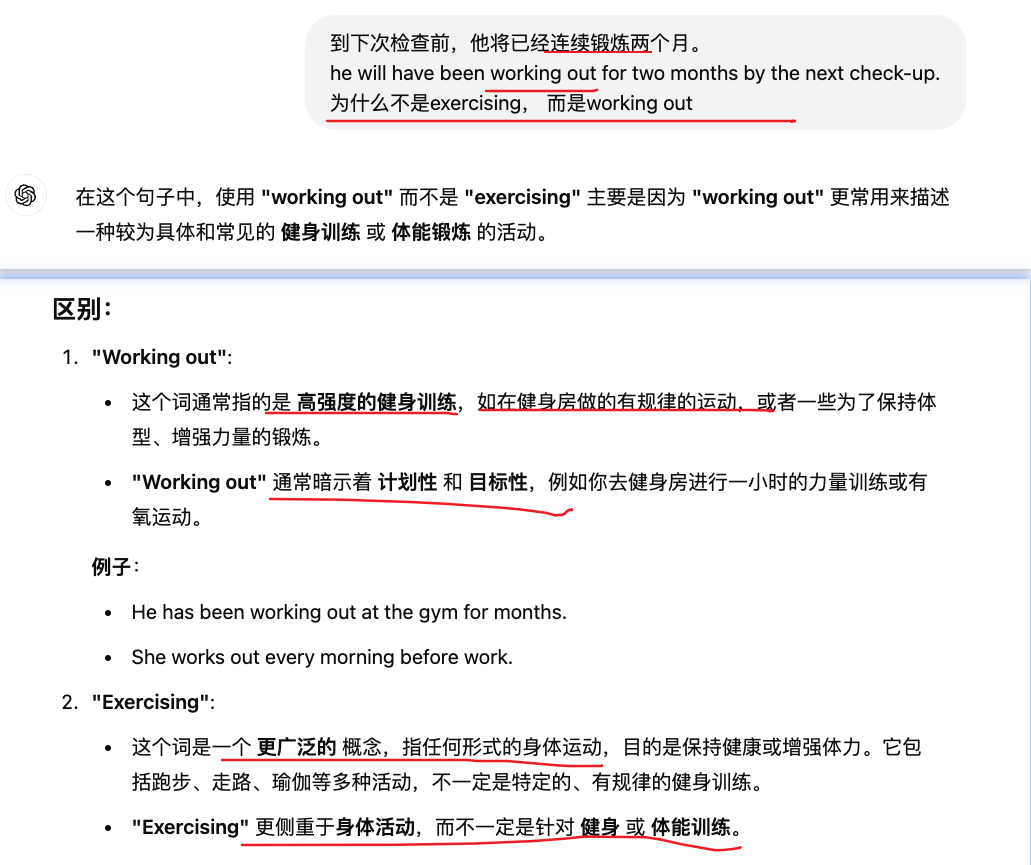 到下次检查前，他将已经连续锻炼两个月。
he will have been working out for two months by the next check-up.
为什么不是exercising， 而是working out
在这个句子中，使用 "working out" 而不是 "exercising" 主要是因为 "working out" 更常用来描述
一种较为具体和常见的 健身训练 或 体能锻炼 的活动。
区别：
1. "Working out":
• 这个词通常指的是 高强度的健身训练，如在健身房做的有规律的运动，或者一些为了保持体
型、增强力量的锻炼。
• "Working out" 通常暗示着 计划性 和 目标性，例如你去健身房进行一小时的力量训练或有
氧运动。
例子：
• He has been working out at the gym for months.
• She works out every morning before work.
2. "Exercising":
• 这个词是一个 更广泛的 概念，指任何形式的身体运动，目的是保持健康或增强体力。它包
括跑步、走路、瑜伽等多种活动，不一定是特定的、有规律的健身训练。
• "Exercising" 更侧重于身体活动，而不一定是针对 健身 或 体能训练。